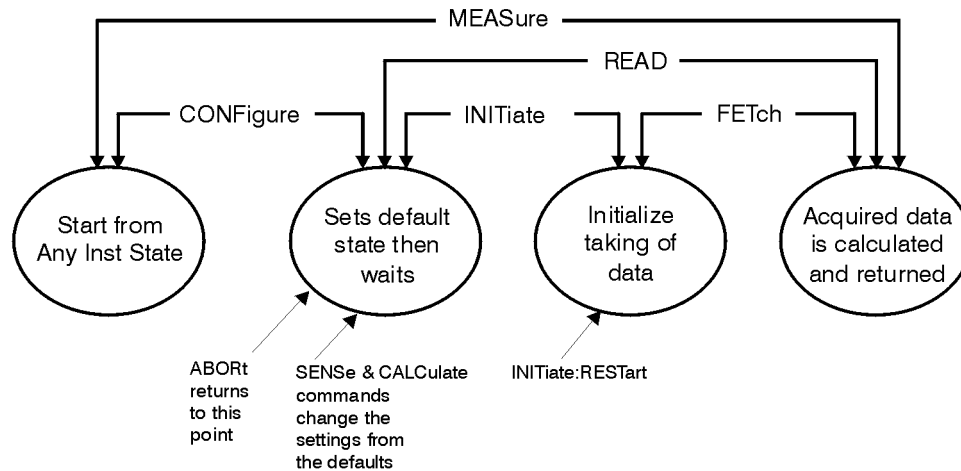 MEASure
READ
CONFigure
INITiate
FETch
Start from
Any Inst State
Sets default
state then
waits
Initialize
taking of
data
Acquired data
is calculated
and returned
ABORt
returns
to this
point
SENSe & CALCulate
commands
change the
settings from
the defaults
INITiate:RESTart